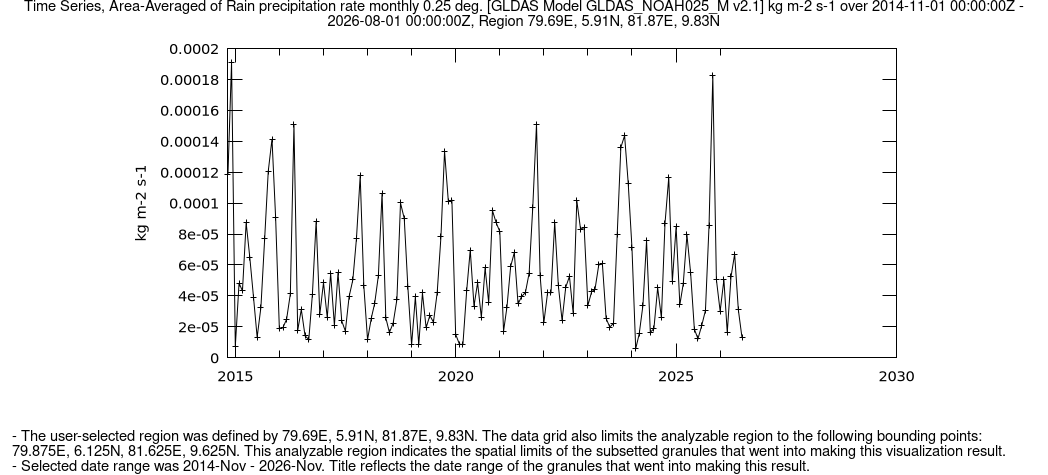 Time Series, Area-Averaged of Rain precipitation rate monthly 0.25 deg. [GLDAS Model GLDAS_NOAH025_M v2.1] kg m-2 s-1 over 2014-11-01 00:00:00Z -
2026-08-01 00:00:00Z, Region 79.69E, 5.91N, 81.87E, 9.83N
0.0002
0.00018
0.00016
0.00014
0.00012
0.0001
8e-05
6e-05
4e-05
2e-05
0
kg m-2 s-1
2015 2020 2025 2030
- The user-selected region was defined by 79.69E, 5.91N, 81.87E, 9.83N. The data grid also limits the analyzable region to the following bounding points:
79.875E, 6.125N, 81.625E, 9.625N. This analyzable region indicates the spatial limits of the subsetted granules that went into making this visualization result.
- Selected date range was 2014-Nov - 2026-Nov. Title reflects the date range of the granules that went into making this result.